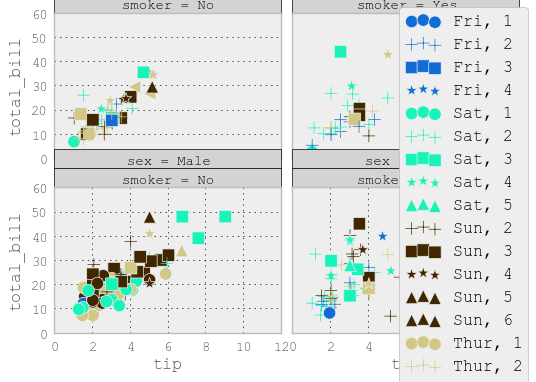 smoker = No
smoker = Yes
60
50
40
30
20
10
0
total_bill
sex = Male
smoker = No
sex
smoke
60
50
40
30
20
10
0
total_bill
0 2 4 6 8 10 12
0 2 4
tip
t
Fri, 1
Fri, 2
Fri, 3
Fri, 4
Sat, 1
Sat, 2
Sat, 3
Sat, 4
Sat, 5
Sun, 2
Sun, 3
Sun, 4
Sun, 5
Sun, 6
Thur, 1
Thur, 2